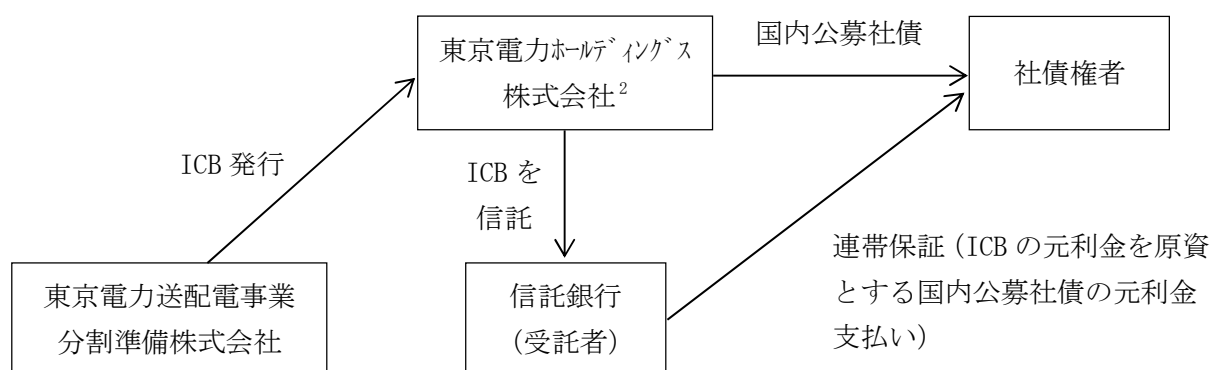 東京電力ﾎｰﾙﾃﾞｨﾝｸﾞｽ
株式会社²
国内公募社債
社債権者
ICB 発行
ICB を
信託
東京電力送配電事業
分割準備株式会社
信託銀行
（受託者）
連帯保証（ICB の元利金を原資
とする国内公募社債の元利金
支払い）